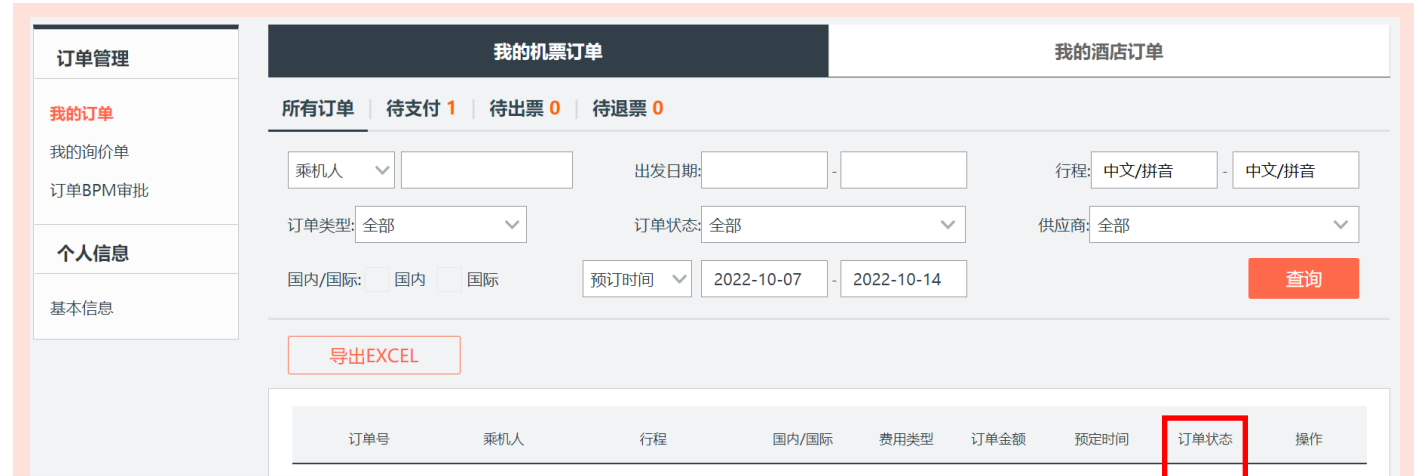 订单管理
我的订单
我的询价单
订单BPM审批
个人信息
基本信息
我的机票订单 我的酒店订单
所有订单 待支付 1 待出票 0 待退票 0
乘机人 出发日期: - 行程: 中文/拼音 - 中文/拼音
订单类型: 全部 订单状态: 全部 供应商: 全部
国内/国际: 国内 国际 预订时间 2022-10-07 - 2022-10-14 查询
导出EXCEL
订单号 乘机人 行程 国内/国际 费用类型 订单金额 预定时间 订单状态 操作